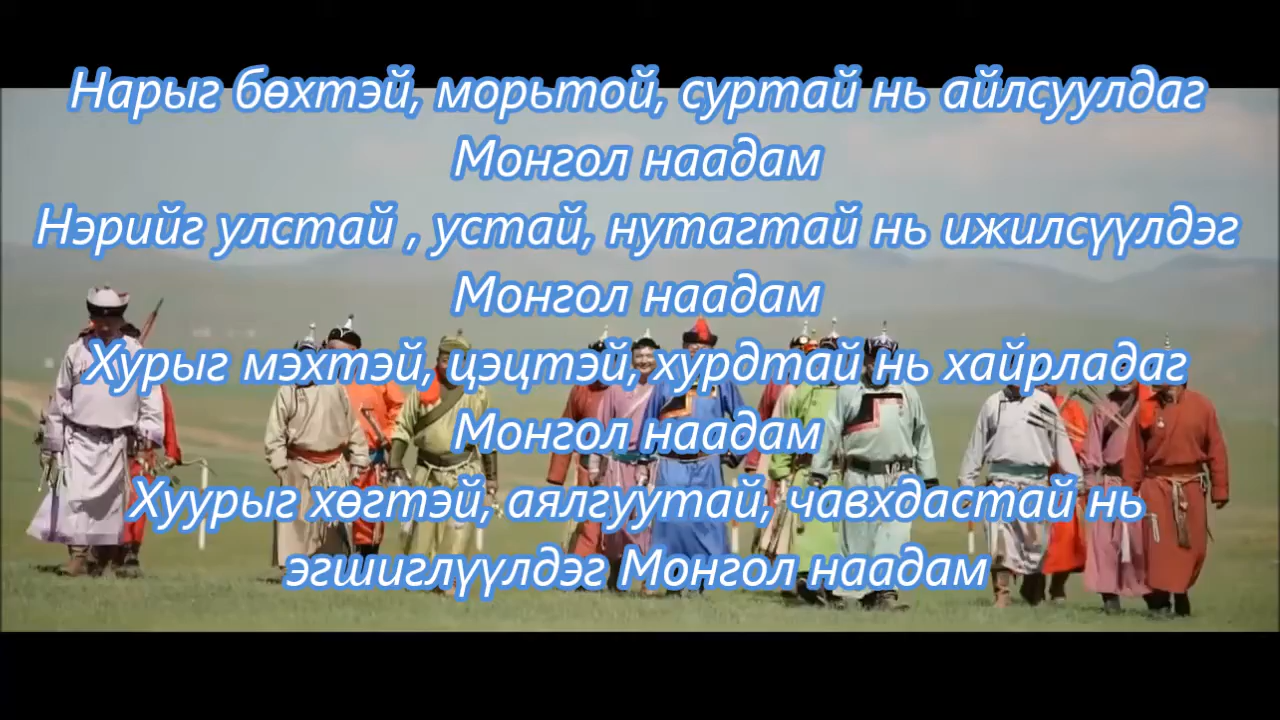 Нарыг бөхтэй, морьтой, суртай нь айлсуулдаг
Монгол наадам
Нэрийг улстай , устай, нутагтай нь ижилсүүлдэг
Монгол наадам
Хурыг мэхтэй, цэцтэй, хурдтай нь хайрладаг
Монгол наадам
Хуурыг хөгтэй, аялгуутай, чавхдастай нь
эгшиглүүлдэг Монгол наадам